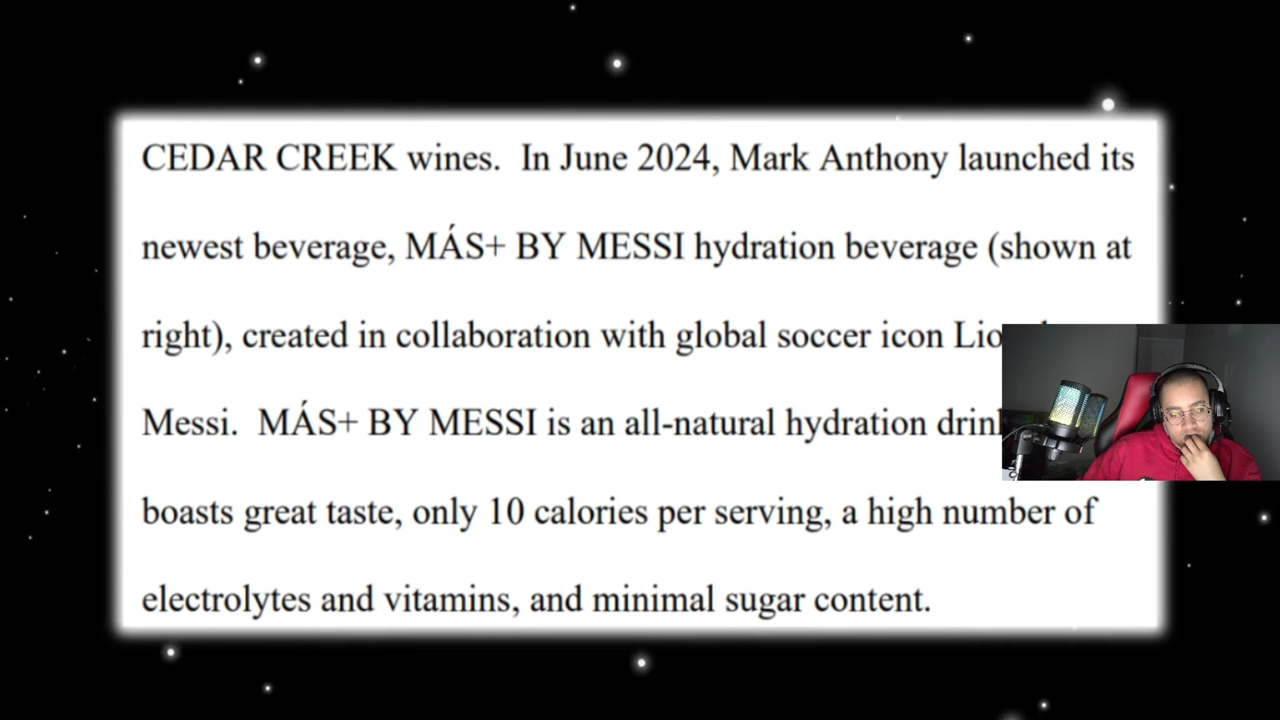 CEDAR CREEK wines. In June 2024, Mark Anthony launched its
newest beverage, MÁS+ BY MESSI hydration beverage (shown at
right), created in collaboration with global soccer icon
Messi. MÁS+ BY MESSI is an all-natural hydration
boasts great taste, only 10 calories per serving, a high number of
electrolytes and vitamins, and minimal sugar content.